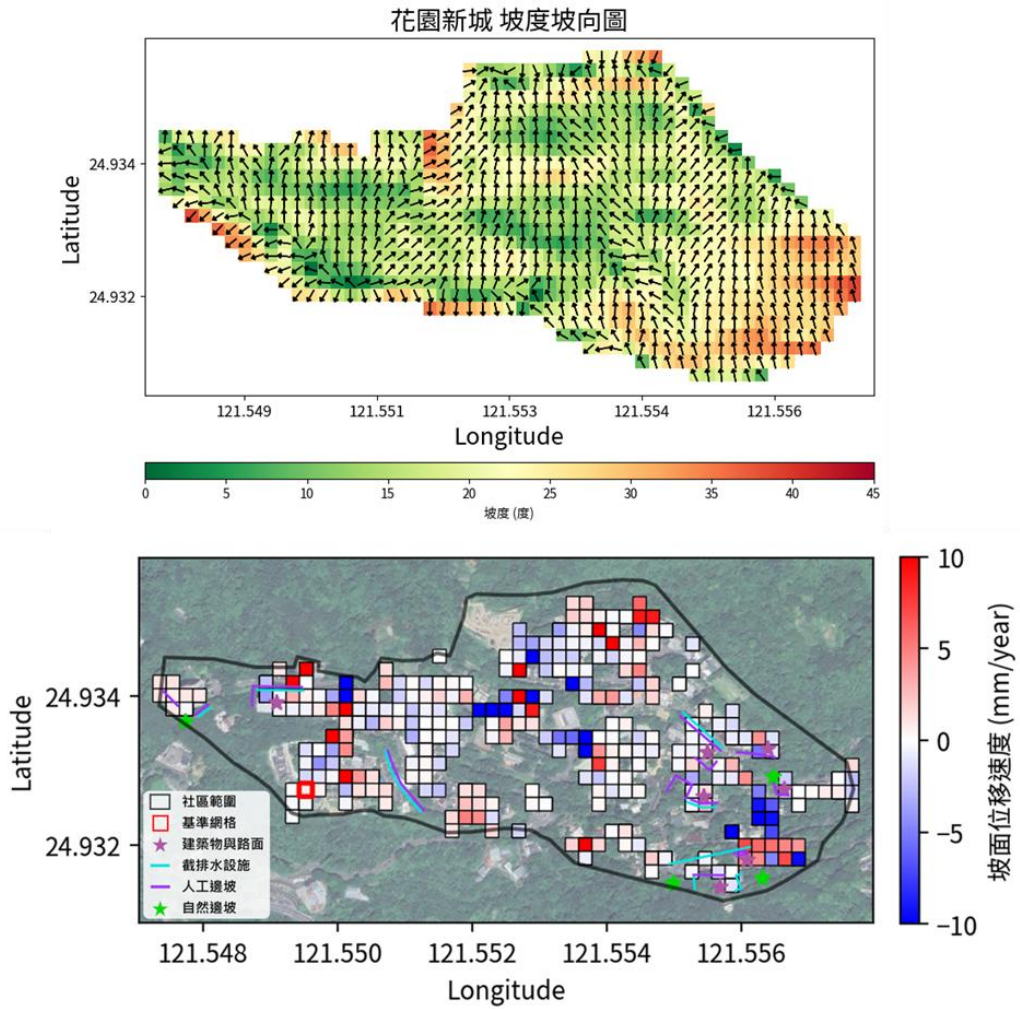 花園新城 坡度坡向圖
Latitude
24.934
24.932
121.549
121.551
121.553
121.554
121.556
Longitude
0
5
10
15
20
25
30
35
40
45
坡度 (度)
Latitude
24.934
24.932
社區範圍
基準網格
建築物與路面
截排水設施
人工邊坡
自然邊坡
121.548
121.550
121.552
121.554
121.556
Longitude
10
5
0
−5
−10
坡面位移速度 (mm/year)